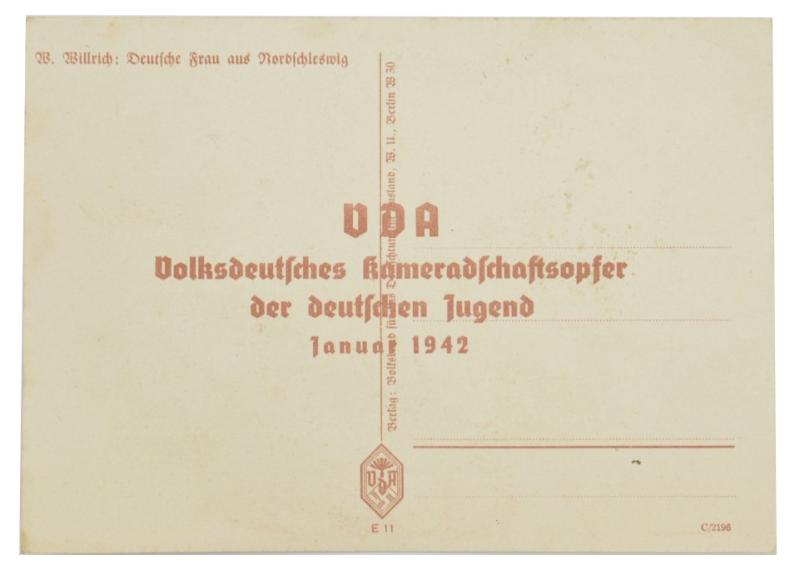 W. Willrich: Deutsche Frau aus Nordschleswig
VDA
Volksdeutsches Kameradschaftsopfer
der deutschen Jugend
Januar 1942
Verlag: Volksbund für das Deutschtum im Ausland, W. U., Berlin W 30
VDA
E 11
C/2196